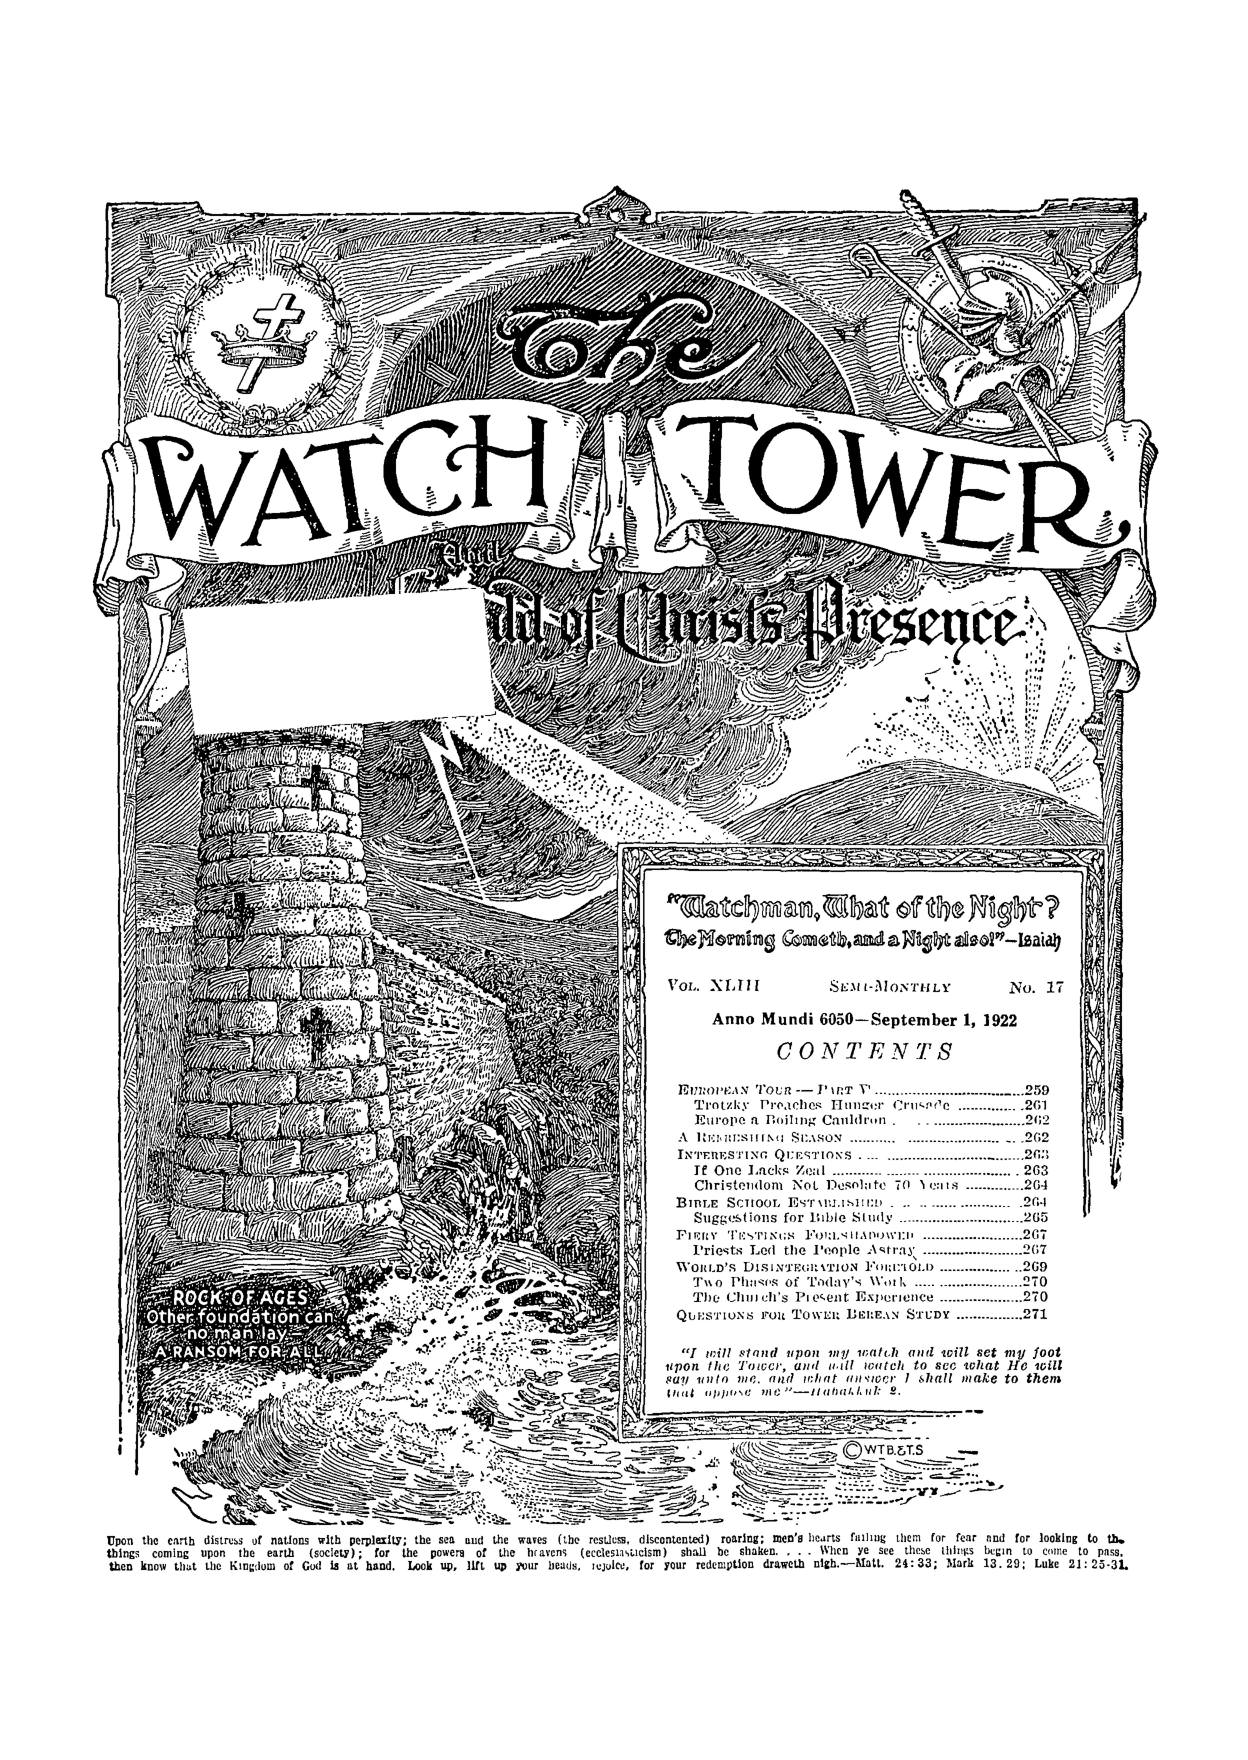 The
WATCH TOWER
And
of Christs Presence
"Watchman, What of the Night?
The Morning Cometh, and a Night also!"—Isaiah
VOL. XLIII SEMI-MONTHLY No. 17
Anno Mundi 6050—September 1, 1922
CONTENTS
EUROPEAN TOUR — PART V 259
Trotzky Preaches Hunger Crusade 261
Europe a Boiling Cauldron 262
A REFRESHING SEASON 262
INTERESTING QUESTIONS 263
If One Lacks Zeal 263
Christendom Not Desolate 70 Years 264
BIBLE SCHOOL ESTABLISHED 264
Suggestions for Bible Study 265
FIERY TESTINGS FORESHADOWED 267
Priests Led the People Astray 267
WORLD'S DISINTEGRATION FORETOLD 269
Two Phases of Today's Work 270
The Church's Present Experience 270
QUESTIONS FOR TOWER BEREAN STUDY 271
"I will stand upon my watch and will set my foot
upon the Tower, and will watch to see what He will
say unto me, and what answer I shall make to them
that oppose me"—Habakkuk 2.
ROCK OF AGES
Other foundation can
no man lay—
A RANSOM FOR ALL
©WTB.&T.S
Upon the earth distress of nations with perplexity; the sea and the waves (the restless, discontented) roaring; men's hearts failing them for fear and for looking to the
things coming upon the earth (society); for the powers of the heavens (ecclesiasticism) shall be shaken. . . . When ye see these things begin to come to pass,
then know that the Kingdom of God is at hand. Look up, lift up your heads, rejoice, for your redemption draweth nigh.—Matt. 24:33; Mark 13:29; Luke 21:25-31.